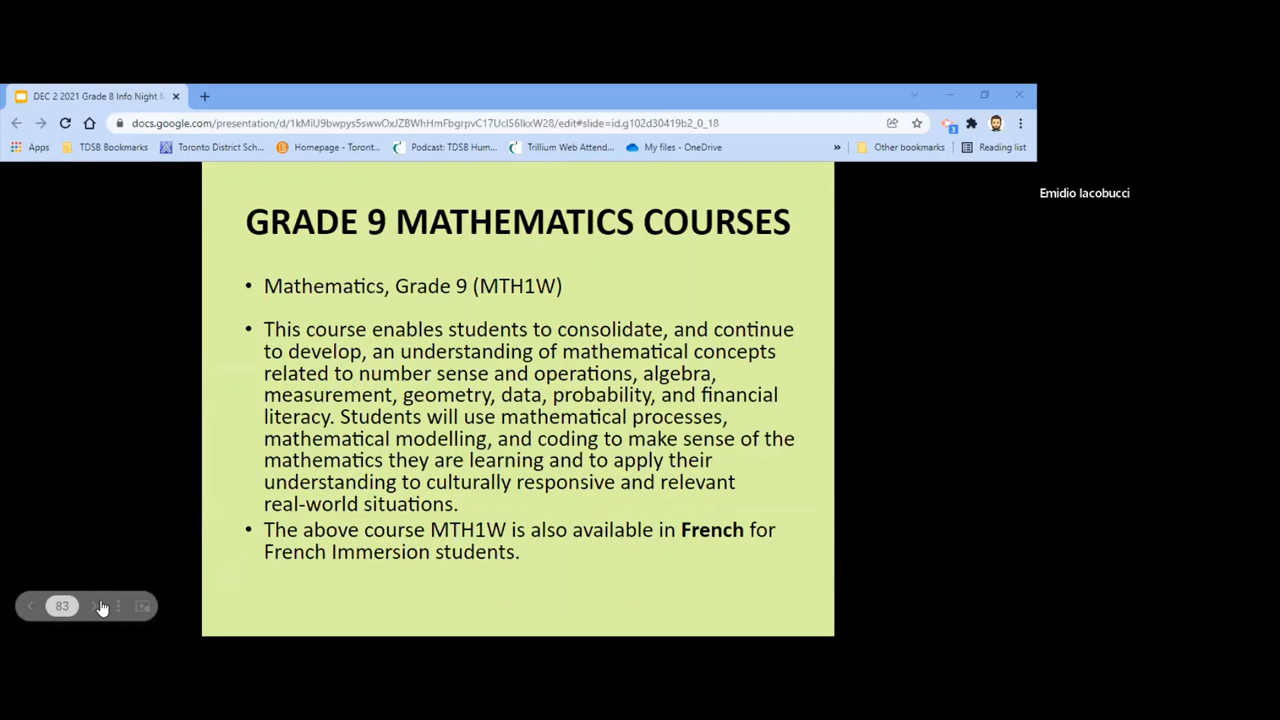 DEC 2 2021 Grade 8 Info Night
docs.google.com/presentation/d/1kMiU9bwpys5swwOxJZBWhHmFbgrpvC17UcI56IkxW28/edit#slide=id.g102d30419b2_0_18
Apps TDSB Bookmarks Toronto District Sch... Homepage - Toront... Podcast: TDSB Hum... Trillium Web Attend... My files - OneDrive » Other bookmarks Reading list
Emidio Iacobucci
GRADE 9 MATHEMATICS COURSES
• Mathematics, Grade 9 (MTH1W)
• This course enables students to consolidate, and continue
to develop, an understanding of mathematical concepts
related to number sense and operations, algebra,
measurement, geometry, data, probability, and financial
literacy. Students will use mathematical processes,
mathematical modelling, and coding to make sense of the
mathematics they are learning and to apply their
understanding to culturally responsive and relevant
real-world situations.
• The above course MTH1W is also available in French for
French Immersion students.
83